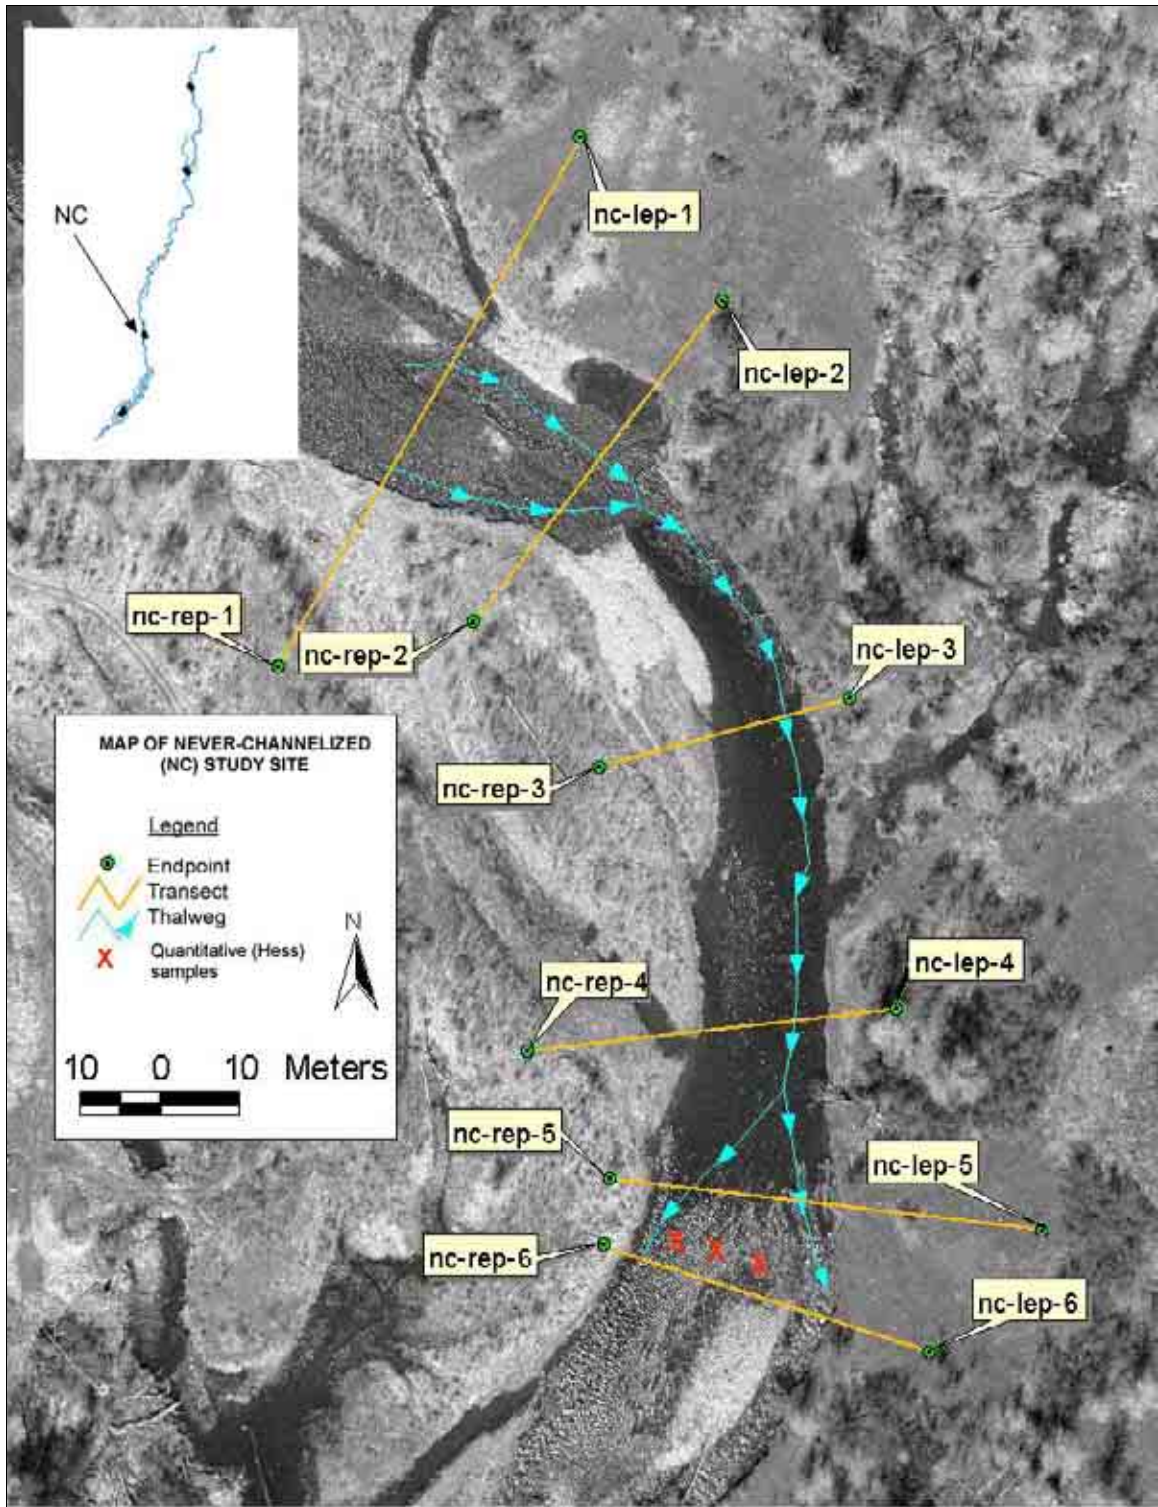 NC
nc-lep-1
nc-lep-2
nc-rep-1
nc-rep-2
nc-lep-3
nc-rep-3
MAP OF NEVER-CHANNELIZED
(NC) STUDY SITE
Legend
Endpoint
Transect
Thalweg
X Quantitative (Hess)
samples
N
10 0 10 Meters
nc-rep-4
nc-lep-4
nc-rep-5
nc-lep-5
X X X
nc-rep-6
nc-lep-6